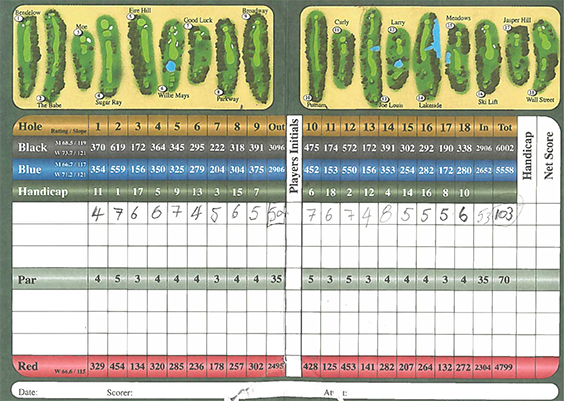 Bendelow Moe Fire Hill Good Luck Broadway Curly Larry Meadows Jasper Hill
The Babe Sugar Ray Willie Mays Parkway Putnam Joe Louis Lakeside Ski Lift Wall Street
Hole Rating / Slope 1 2 3 4 5 6 7 8 9 Out Players Initials 10 11 12 13 14 15 16 17 18 In Tot Handicap Net Score
Black M 68.5 / 119 W 73.7 / 121 370 619 172 364 345 295 222 318 391 3096 475 174 572 172 391 302 292 190 338 2906 6002
Blue M 66.7 / 117 W 71.2 / 121 354 559 156 350 325 279 204 304 375 2906 452 153 550 156 353 284 252 172 280 2652 5558
Handicap 11 1 17 5 9 13 3 15 7 6 18 2 12 4 14 16 8 10
4 7 6 6 7 4 5 6 5 50 7 6 7 4 8 5 5 5 6 53 103
Par 4 5 3 4 4 4 3 4 4 35 5 3 5 3 4 4 4 3 4 35 70
Red W 66.6 / 115 329 454 134 320 285 236 178 257 302 2495 428 125 453 141 282 207 264 132 272 2304 4799
Date: Scorer: